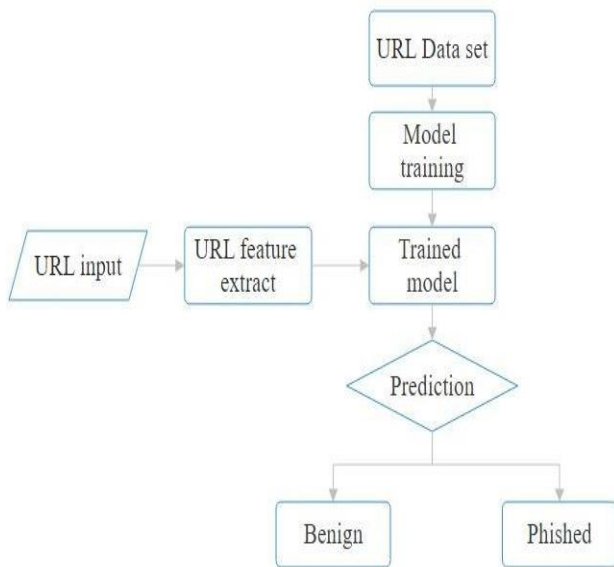 URL Data set
Model
training
URL input
URL feature
extract
Trained
model
Prediction
Benign
Phished